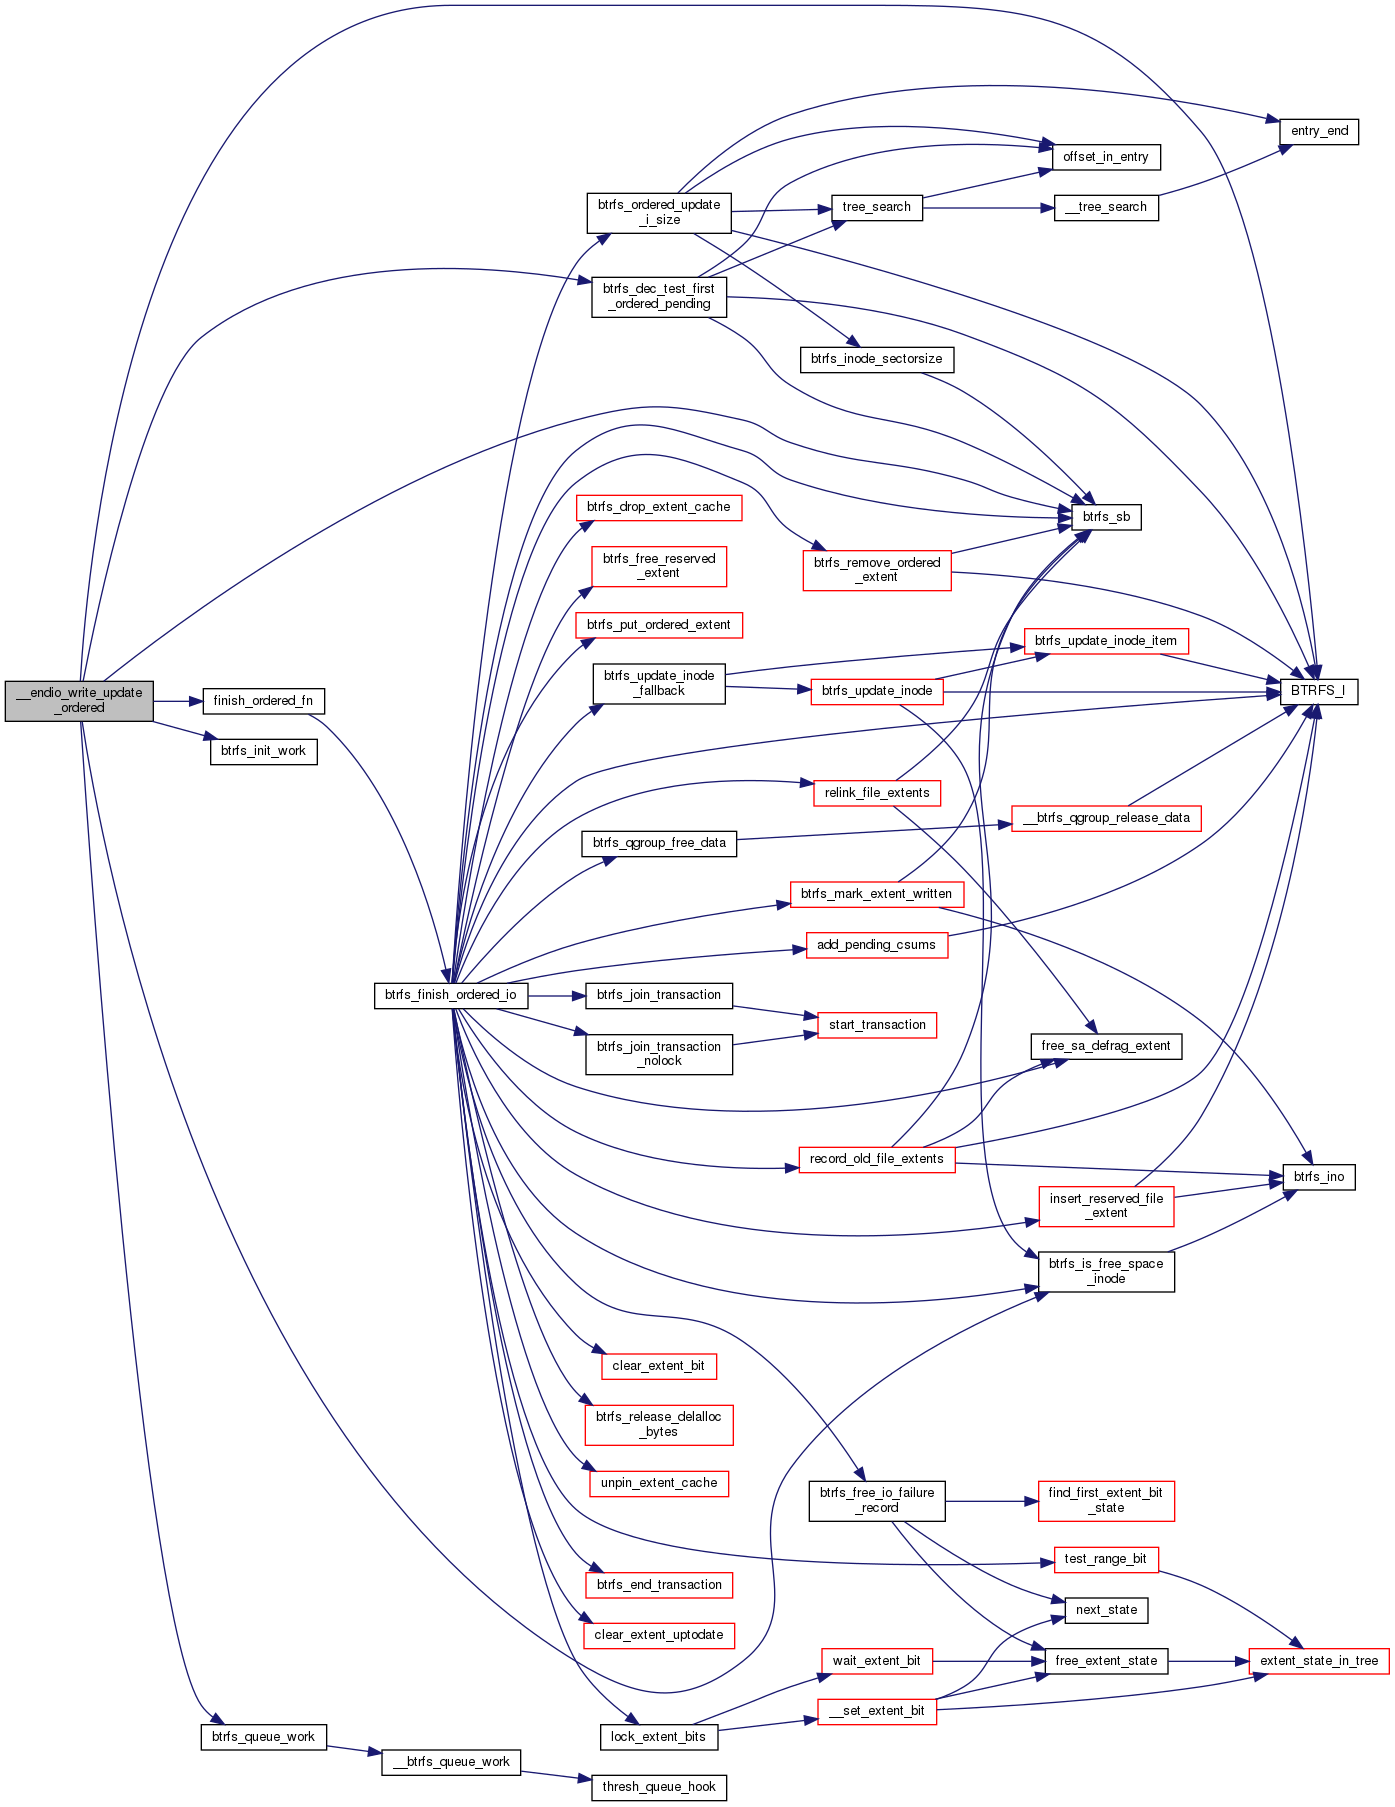 entry_end
offset_in_entry
btrfs_ordered_update
_i_size
tree_search
__tree_search
btrfs_dec_test_first
_ordered_pending
btrfs_inode_sectorsize
btrfs_drop_extent_cache
btrfs_sb
btrfs_free_reserved
_extent
btrfs_remove_ordered
_extent
btrfs_put_ordered_extent
btrfs_update_inode_item
btrfs_update_inode
_fallback
btrfs_update_inode
BTRFS_I
__endio_write_update
_ordered
finish_ordered_fn
btrfs_init_work
relink_file_extents
__btrfs_qgroup_release_data
btrfs_qgroup_free_data
btrfs_mark_extent_written
add_pending_csums
btrfs_finish_ordered_io
btrfs_join_transaction
start_transaction
btrfs_join_transaction
_nolock
free_sa_defrag_extent
record_old_file_extents
btrfs_ino
insert_reserved_file
_extent
btrfs_is_free_space
_inode
clear_extent_bit
btrfs_release_delalloc
_bytes
unpin_extent_cache
btrfs_free_io_failure
_record
find_first_extent_bit
_state
test_range_bit
btrfs_end_transaction
next_state
clear_extent_uptodate
wait_extent_bit
free_extent_state
extent_state_in_tree
__set_extent_bit
btrfs_queue_work
lock_extent_bits
__btrfs_queue_work
thresh_queue_hook